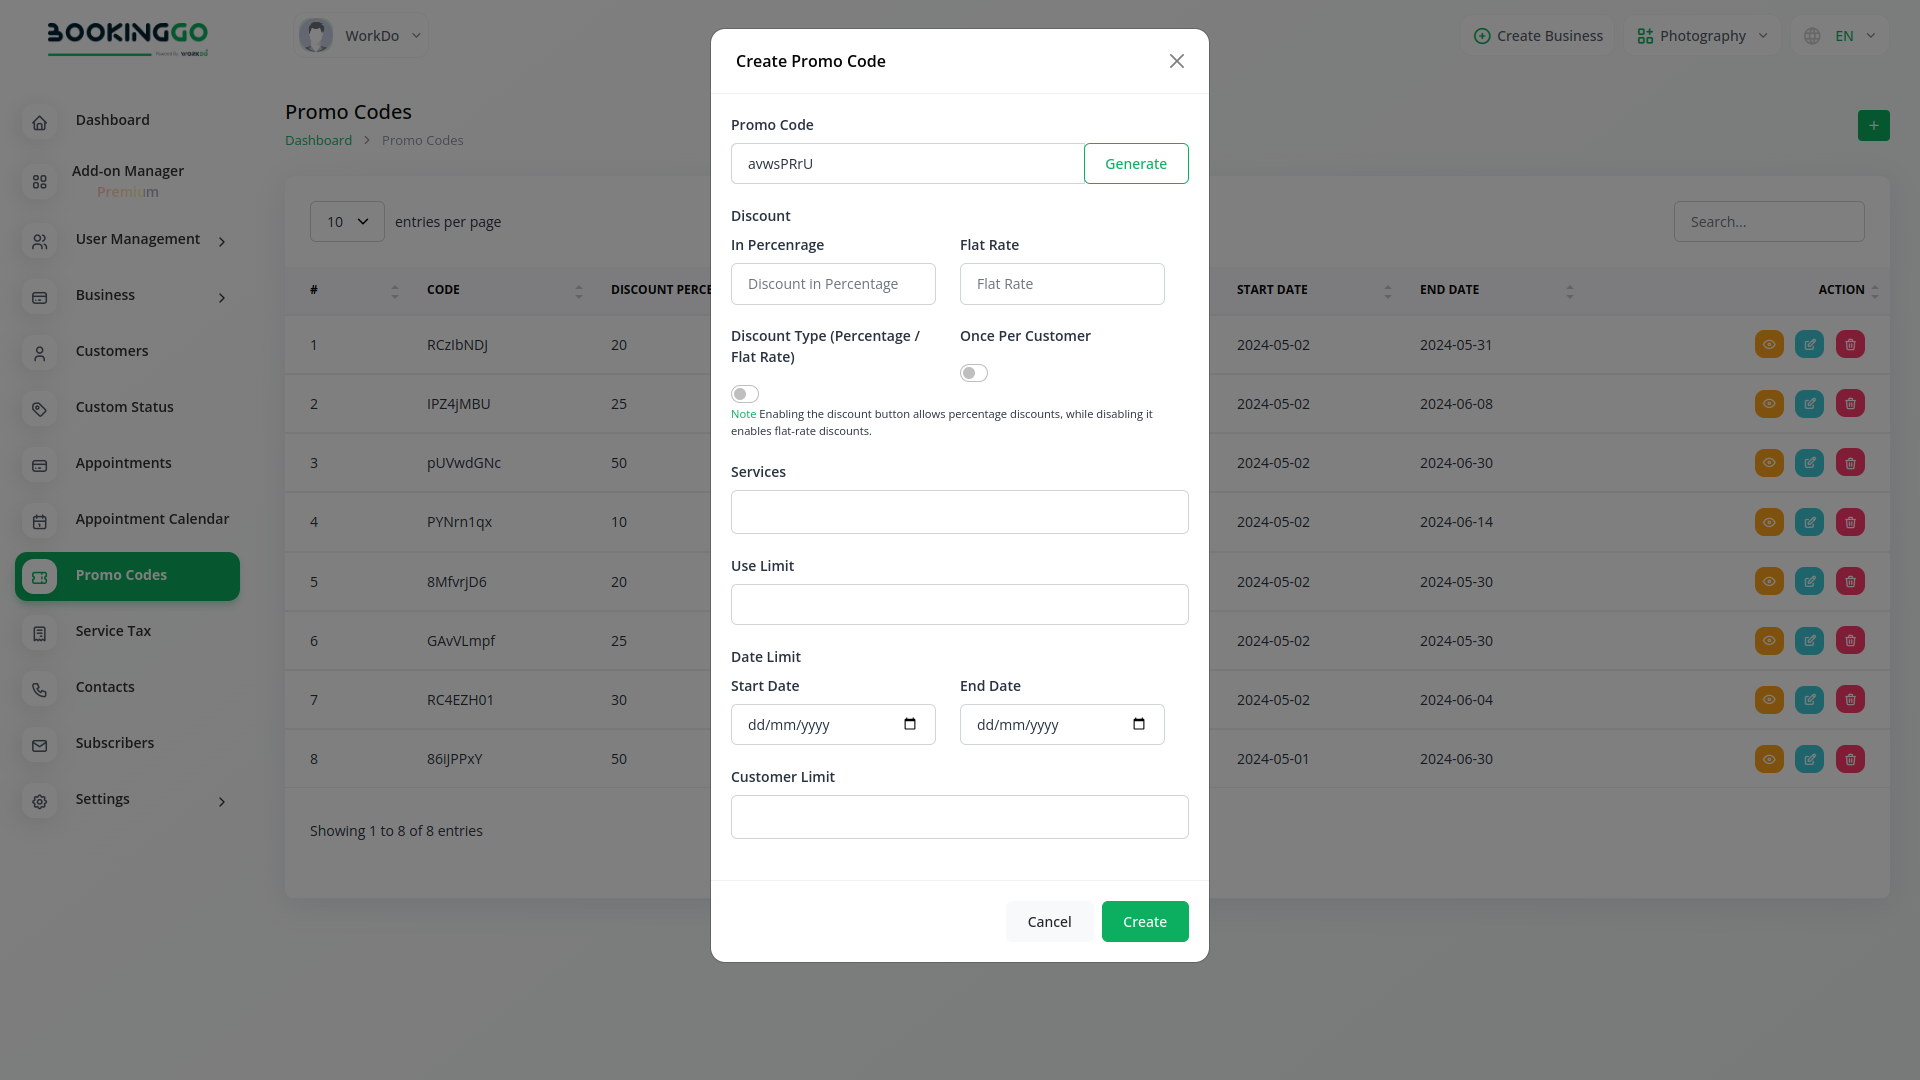 BOOKINGGO
Powered by WORKDO
WorkDo
Create Business
Photography
EN
Dashboard
Add-on Manager
Premium
User Management
Business
Customers
Custom Status
Appointments
Appointment Calendar
Promo Codes
Service Tax
Contacts
Subscribers
Settings
Promo Codes
Dashboard > Promo Codes
+
10 entries per page
Search...
# CODE DISCOUNT PERCE START DATE END DATE ACTION
1 RCzIbNDJ 20 2024-05-02 2024-05-31
2 IPZ4jMBU 25 2024-05-02 2024-06-08
3 pUVwdGNc 50 2024-05-02 2024-06-30
4 PYNrn1qx 10 2024-05-02 2024-06-14
5 8MfvrjD6 20 2024-05-02 2024-05-30
6 GAvVLmpf 25 2024-05-02 2024-05-30
7 RC4EZH01 30 2024-05-02 2024-06-04
8 86IJPPxY 50 2024-05-01 2024-06-30
Showing 1 to 8 of 8 entries
Create Promo Code
Promo Code
avwsPRrU Generate
Discount
In Percenrage Flat Rate
Discount in Percentage Flat Rate
Discount Type (Percentage / Once Per Customer
Flat Rate)
Note Enabling the discount button allows percentage discounts, while disabling it
enables flat-rate discounts.
Services
Use Limit
Date Limit
Start Date End Date
dd/mm/yyyy dd/mm/yyyy
Customer Limit
Cancel Create